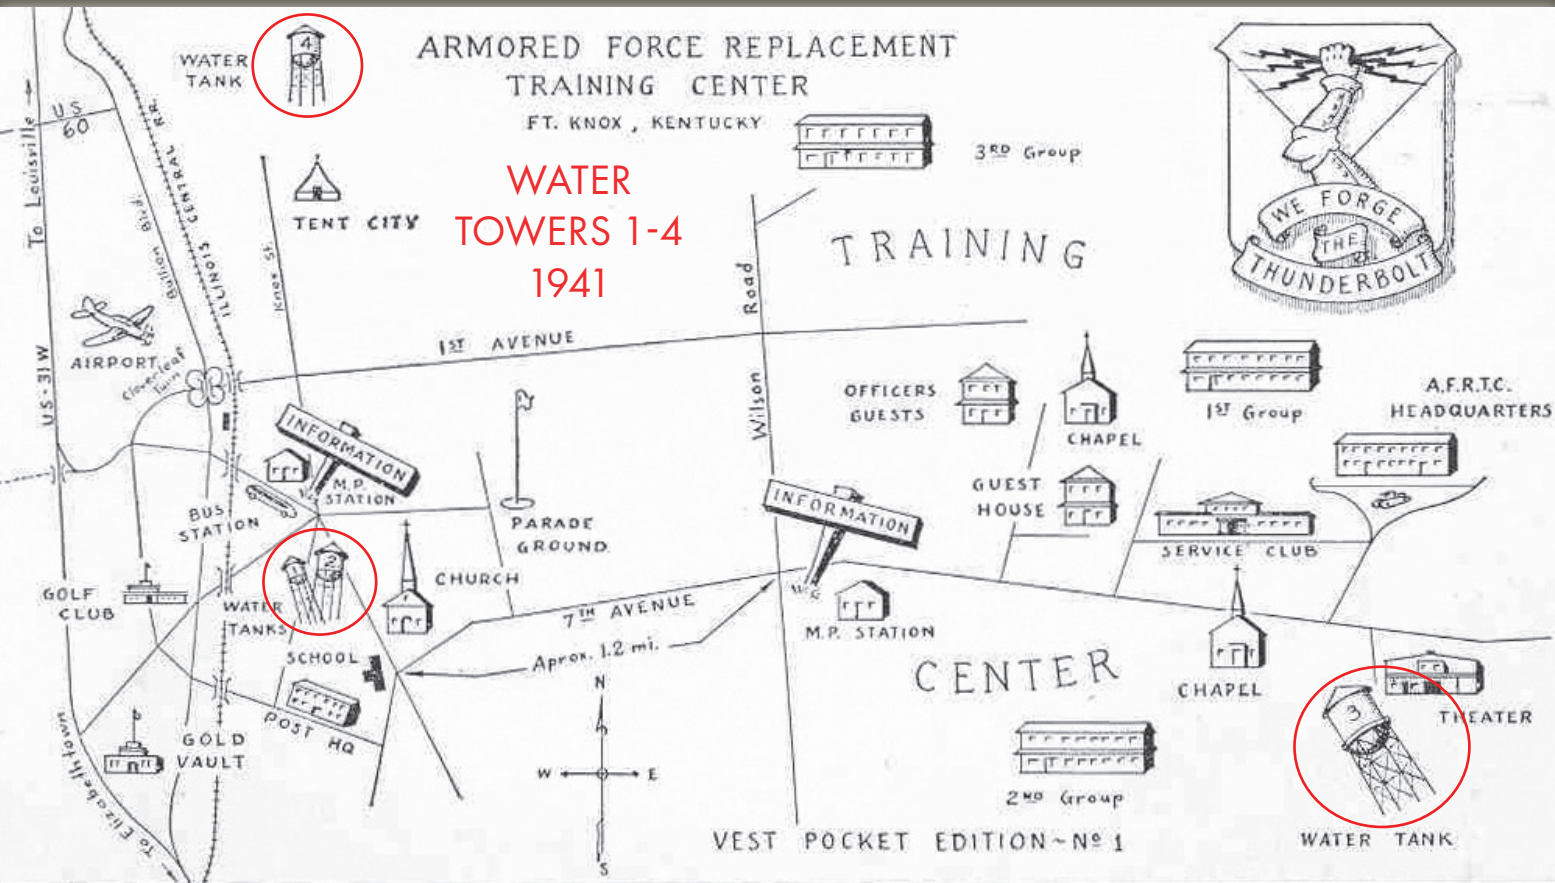 ARMORED FORCE REPLACEMENT
TRAINING CENTER
FT. KNOX, KENTUCKY
WATER
TOWERS 1-4
1941
WATER
TANK
4
US
60
To Louisville
ILLINOIS CENTRAL R.R.
Bullion Blvd.
TENT CITY
Knox St.
3RD Group
WE FORGE
THE
THUNDERBOLT
TRAINING
Wilson Road
1ST AVENUE
AIRPORT
Cloverleaf
Turn
US-31W
INFORMATION
M.P.
STATION
BUS
STATION
PARADE
GROUND
OFFICERS
GUESTS
CHAPEL
1ST Group
A.F.R.T.C.
HEADQUARTERS
GUEST
HOUSE
SERVICE CLUB
INFORMATION
M.P. STATION
GOLF
CLUB
WATER
TANKS
1
2
CHURCH
7TH AVENUE
Aprox. 1.2 mi.
SCHOOL
POST HQ
GOLD
VAULT
To Elizabethtown
N
W
E
S
CENTER
CHAPEL
THEATER
3
WATER TANK
2ND Group
VEST POCKET EDITION~Nº 1